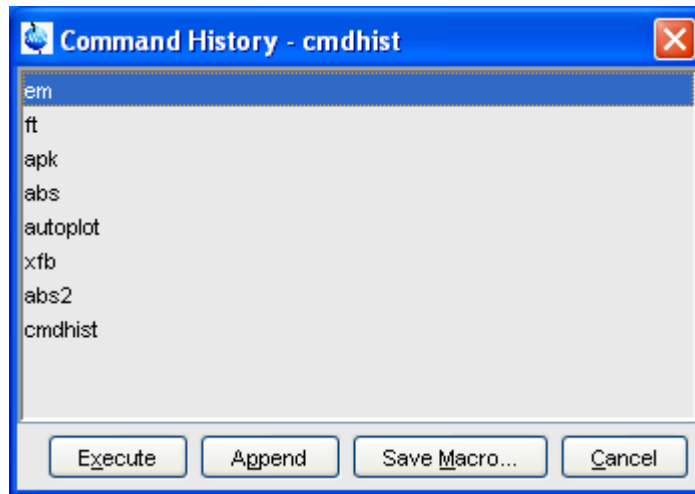 Command History - cmdhist
em
ft
apk
abs
autoplot
xfb
abs2
cmdhist
Execute Append Save Macro... Cancel